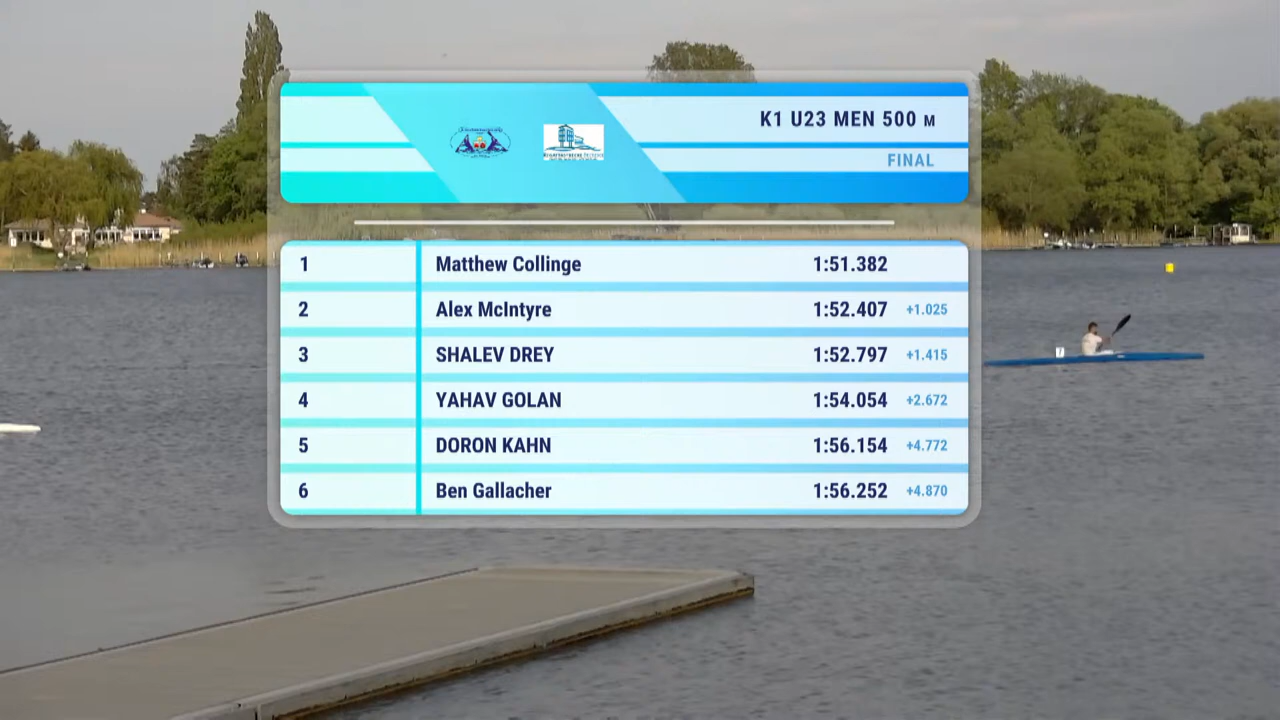 K1 U23 MEN 500 M
FINAL
1 Matthew Collinge 1:51.382
2 Alex McIntyre 1:52.407 +1.025
3 SHALEV DREY 1:52.797 +1.415
4 YAHAV GOLAN 1:54.054 +2.672
5 DORON KAHN 1:56.154 +4.772
6 Ben Gallacher 1:56.252 +4.870